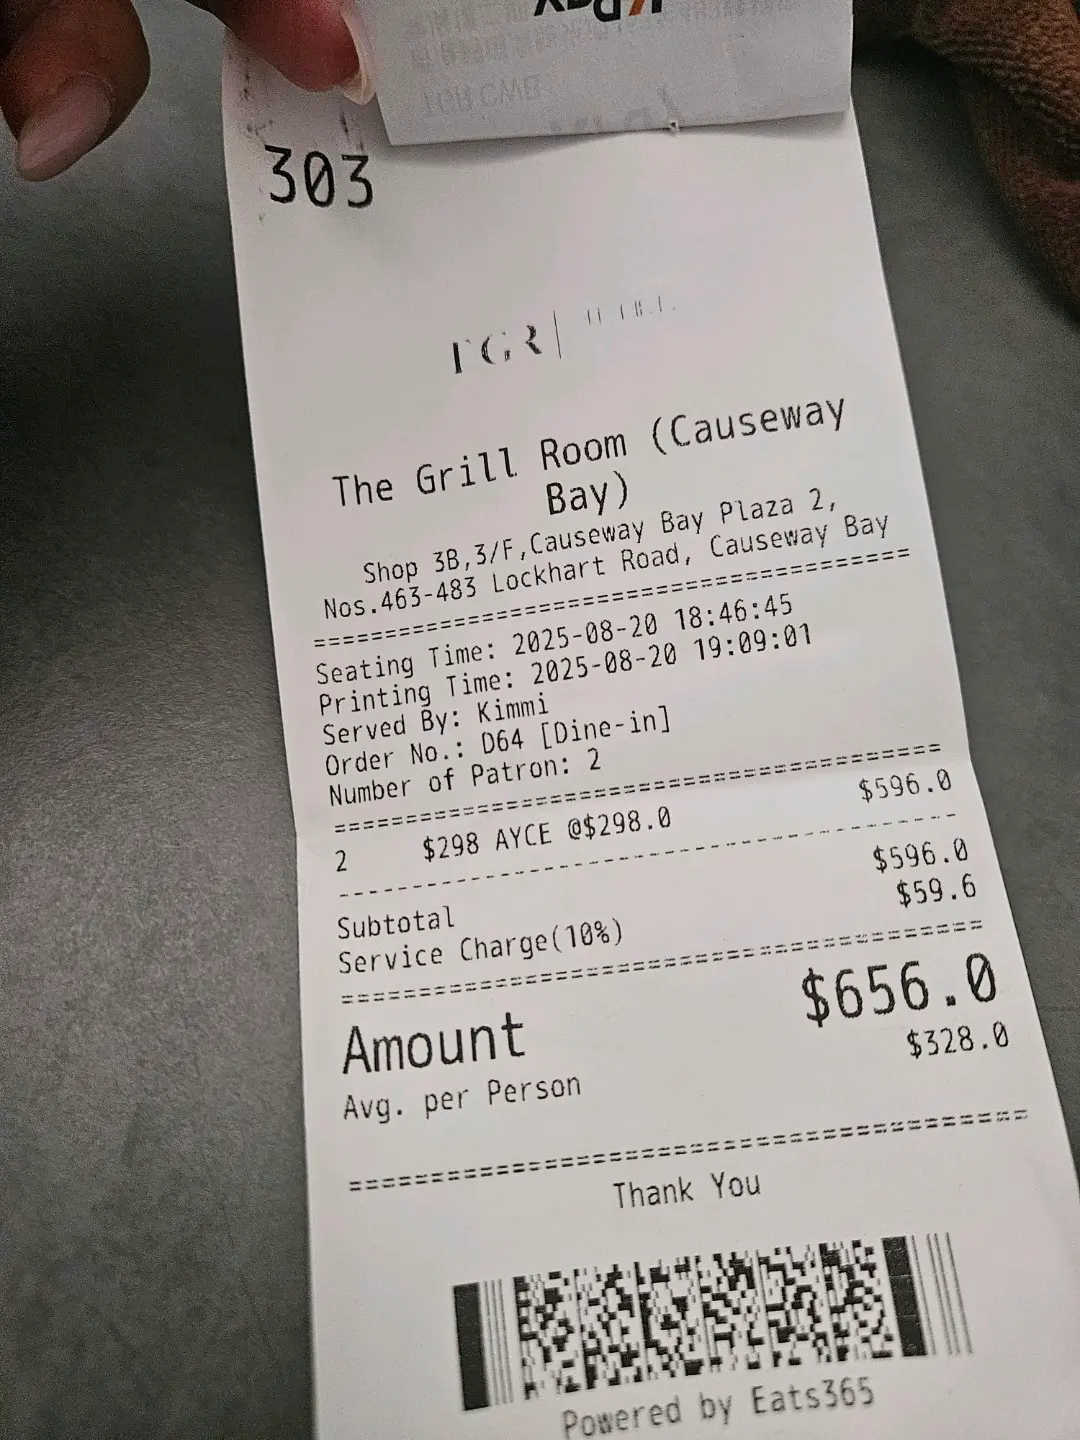 KPay
303
TGR
The Grill Room (Causeway
Bay)
Shop 3B,3/F,Causeway Bay Plaza 2,
Nos.463-483 Lockhart Road, Causeway Bay
========================================
Seating Time: 2025-08-20 18:46:45
Printing Time: 2025-08-20 19:09:01
Served By: Kimmi
Order No.: D64 [Dine-in]
Number of Patron: 2
========================================
2 $298 AYCE @$298.0 $596.0
----------------------------------------
Subtotal $596.0
Service Charge(10%) $59.6
========================================
Amount $656.0
Avg. per Person $328.0
========================================
Thank You
Powered by Eats365